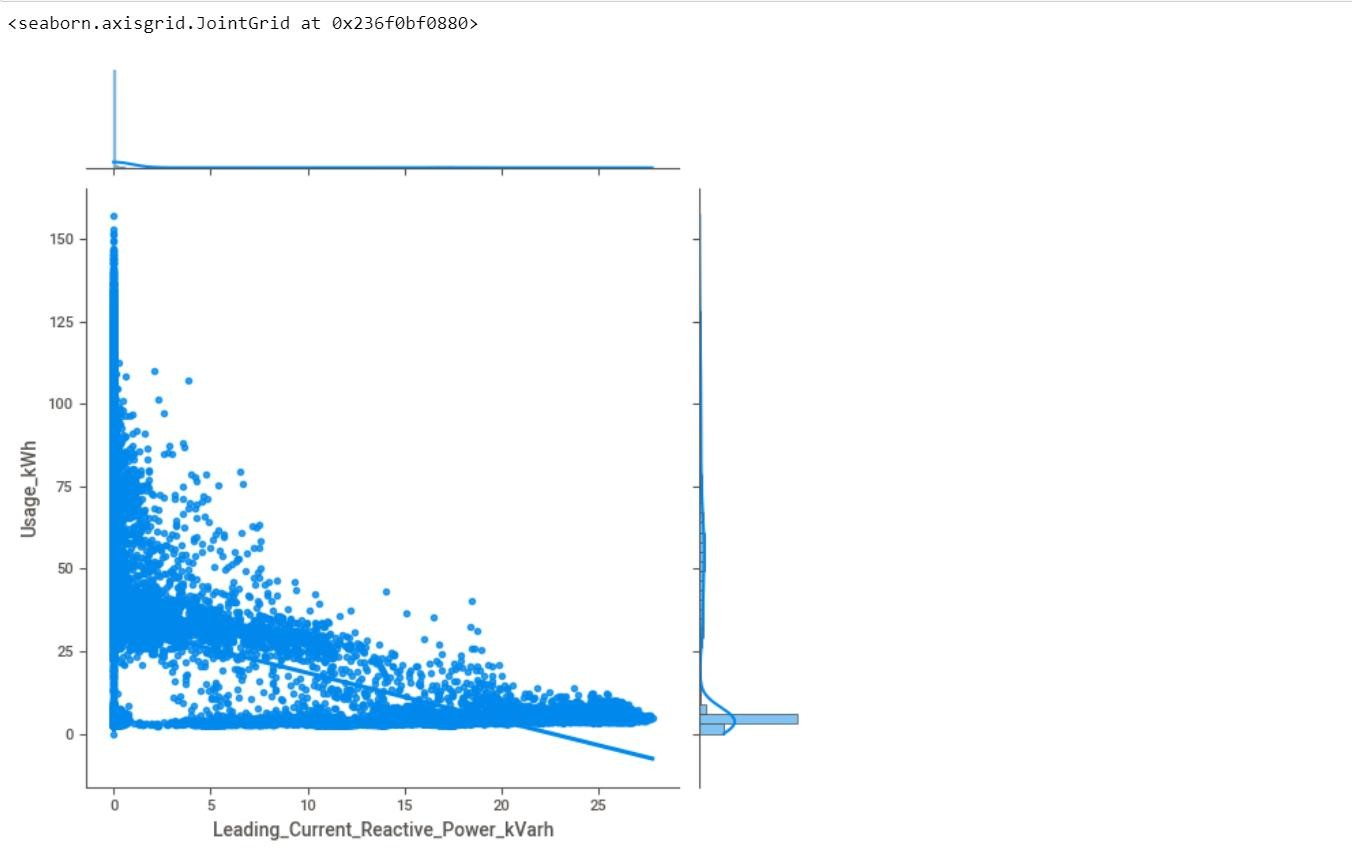 <seaborn.axisgrid.JointGrid at 0x236f0bf0880>
150
125
100
75
50
25
0
Usage_kWh
0 5 10 15 20 25
Leading_Current_Reactive_Power_kVarh